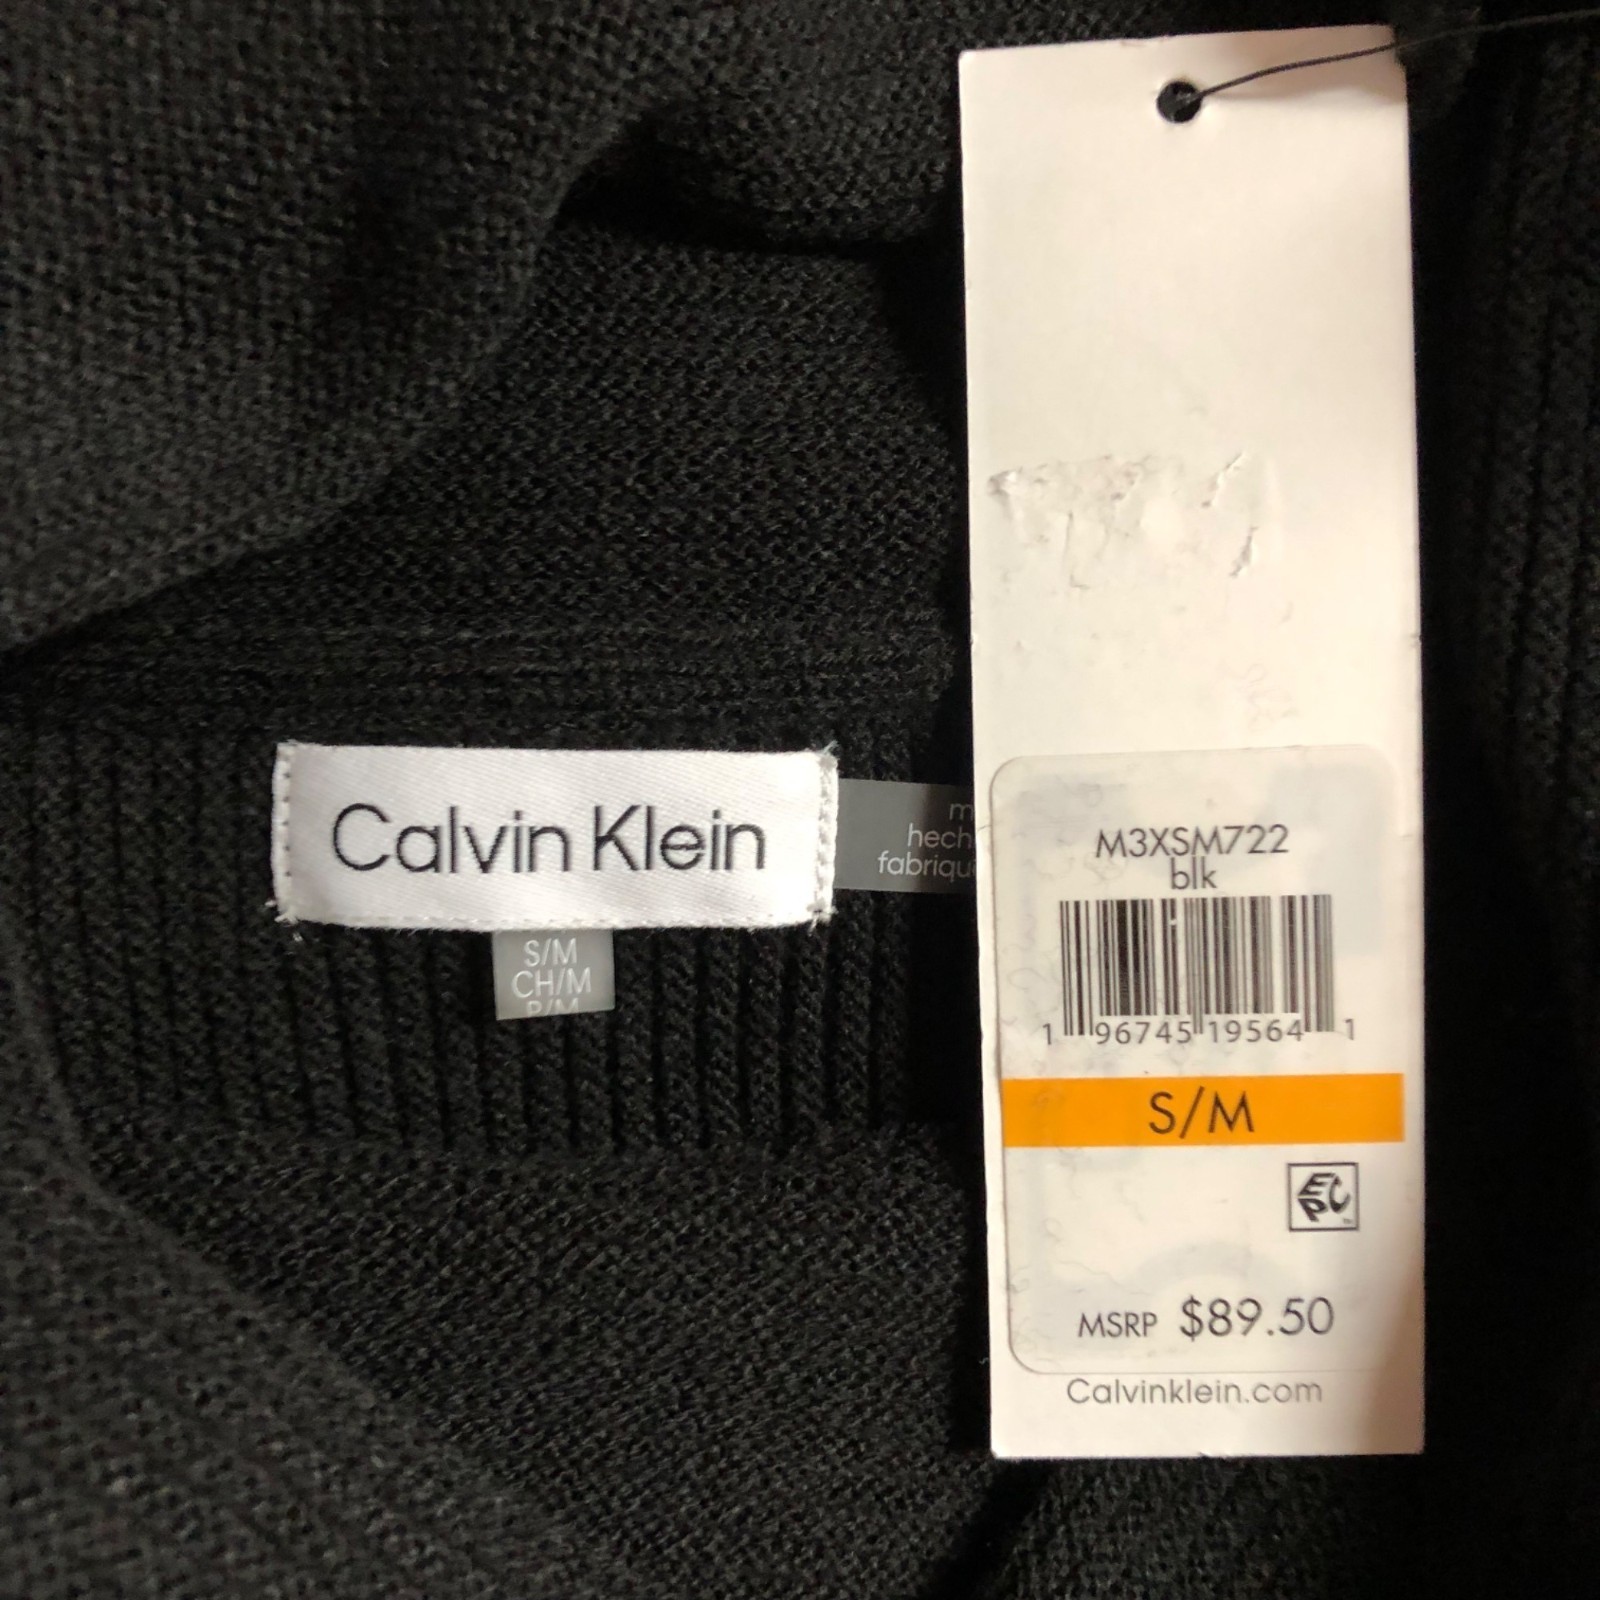 Calvin Klein
hech
fabriqu
S/M
CH/M
P/M
M3XSM722
blk
1 96745 19564 1
S/M
EPC
MSRP $89.50
Calvinklein.com